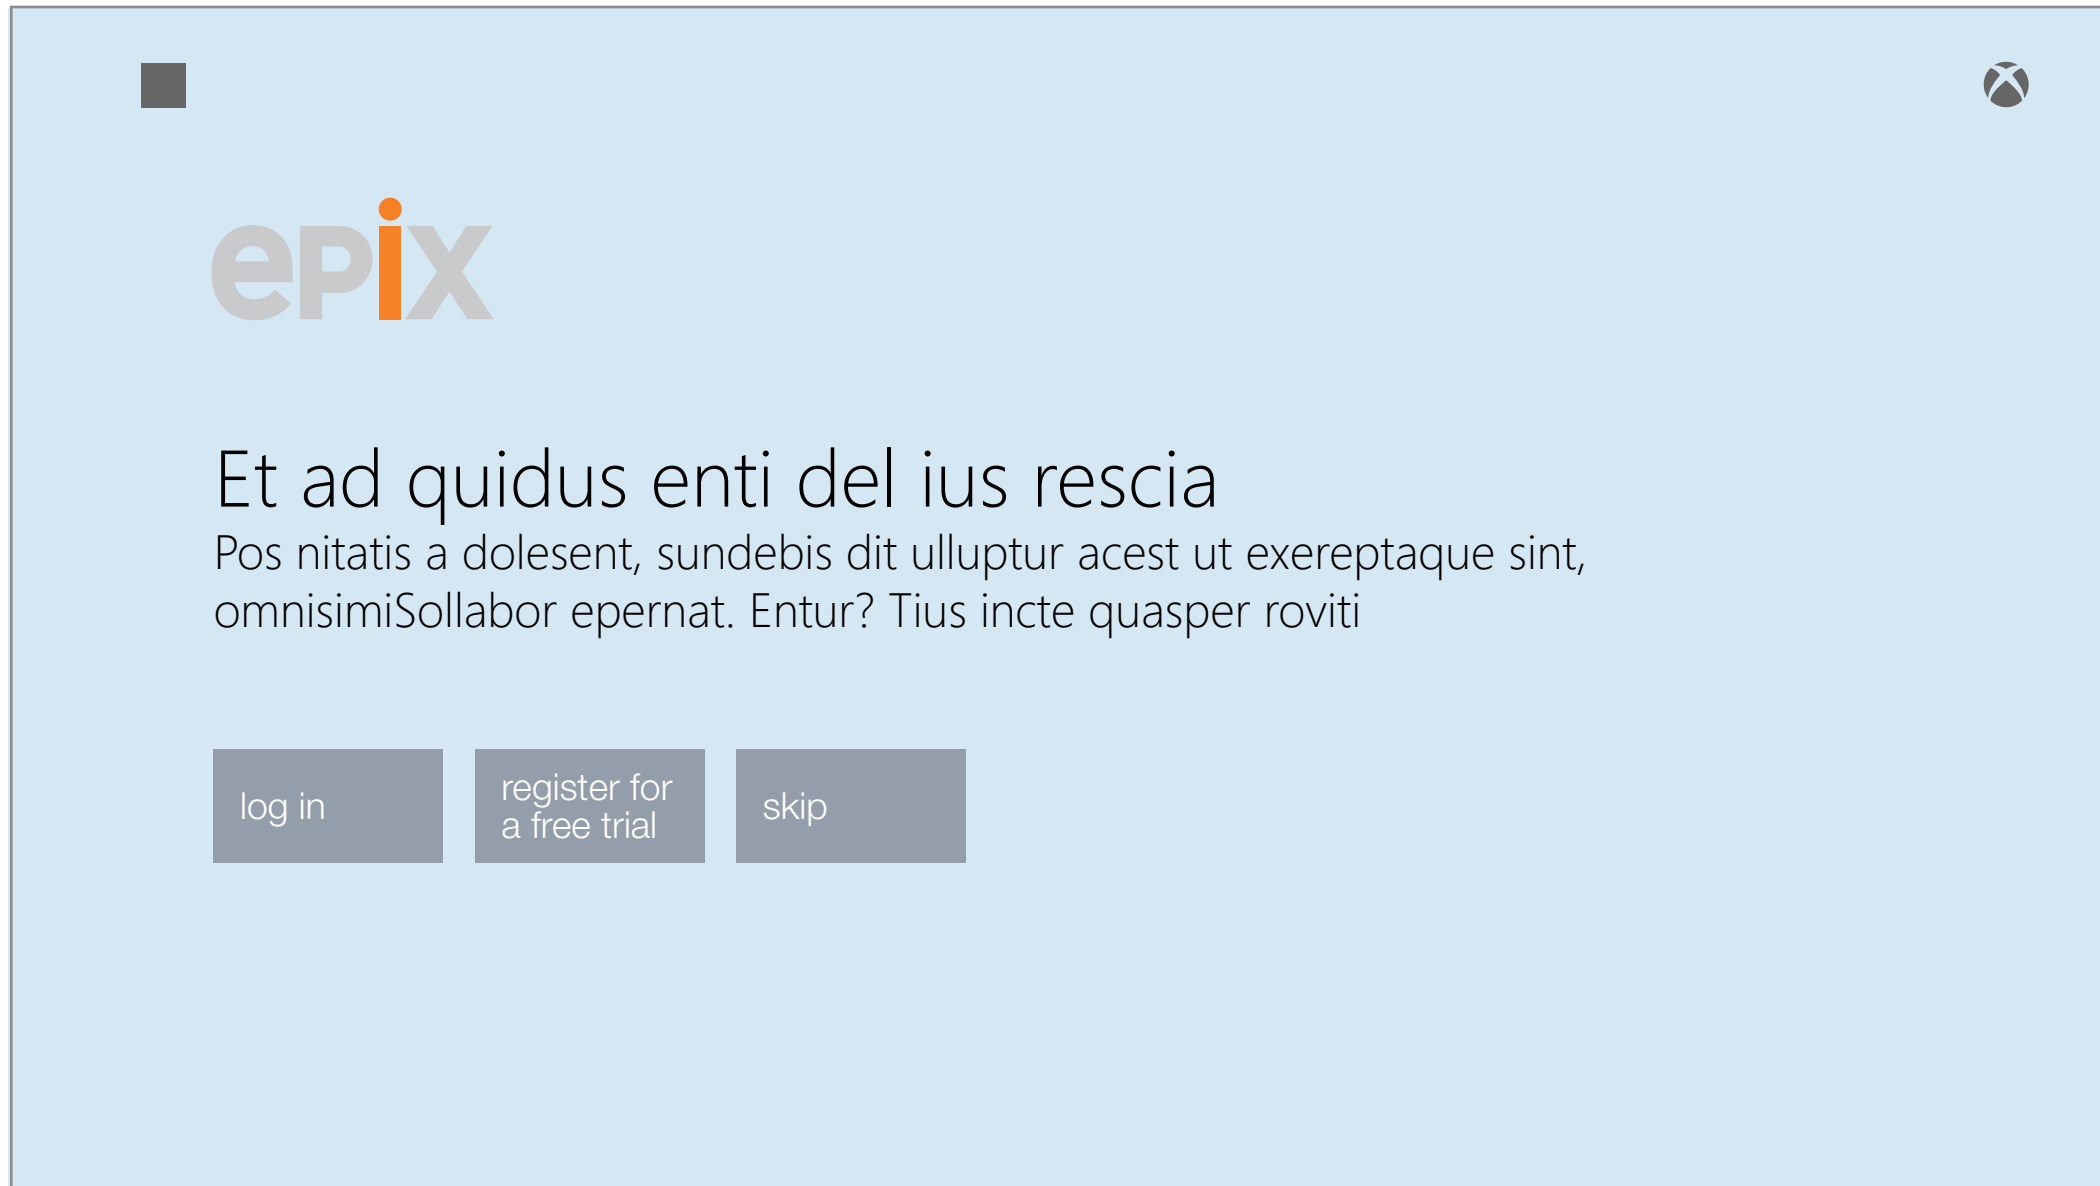 epix
Et ad quidus enti del ius rescia
Pos nitatis a dolesent, sundebis dit ulluptur acest ut exereptaque sint,
omnisimiSollabor epernat. Entur? Tius incte quasper roviti
log in
register for
a free trial
skip